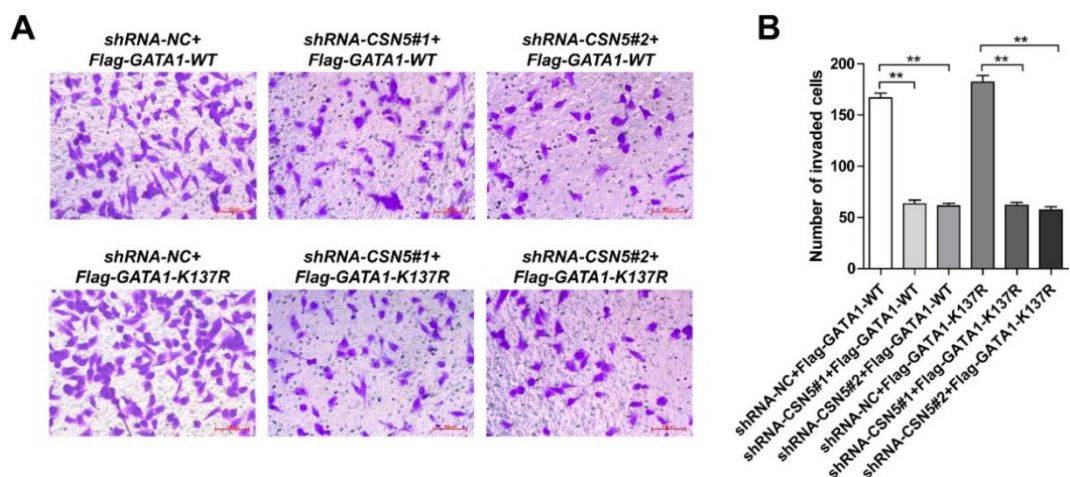 A
shRNA-NC+
Flag-GATA1-WT
shRNA-CSN5#1+
Flag-GATA1-WT
shRNA-CSN5#2+
Flag-GATA1-WT
shRNA-NC+
Flag-GATA1-K137R
shRNA-CSN5#1+
Flag-GATA1-K137R
shRNA-CSN5#2+
Flag-GATA1-K137R
B
**
**
**
**
**
Number of invaded cells
200
150
100
50
0
shRNA-NC+Flag-GATA1-WT
shRNA-CSN5#1+Flag-GATA1-WT
shRNA-CSN5#2+Flag-GATA1-WT
shRNA-NC+Flag-GATA1-K137R
shRNA-CSN5#1+Flag-GATA1-K137R
shRNA-CSN5#2+Flag-GATA1-K137R